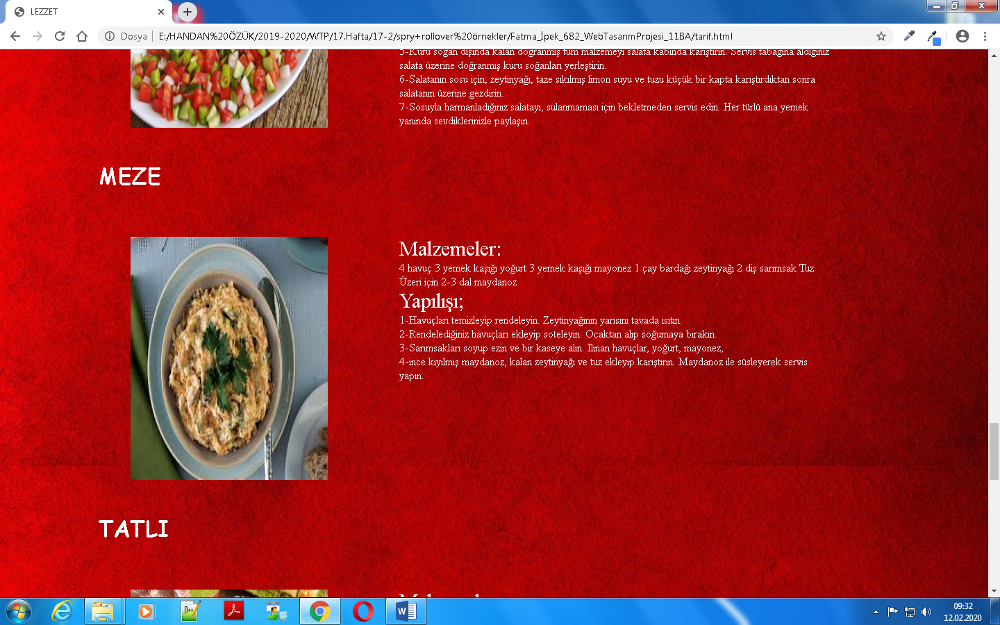 LEZZET
Dosya
E:/HANDAN%20ÖZÜK/2019-2020/WTP/17.Hafta/17-2/spry+rollover%20örnekler/Fatma_İpek_682_WebTasarımProjesi_11BA/tarif.html
5-Kuru soğan dışında kalan doğranmış tüm malzemeyi salata kabında karıştırın. Servis tabağına aldığınız
salata üzerine doğranmış kuru soğanları yerleştirin.
6-Salatanın sosu için, zeytinyağı, taze sıkılmış limon suyu ve tuzu küçük bir kapta karıştırdıktan sonra
salatanın üzerine gezdirin.
7-Sosuyla harmanladığınız salatayı, sulanmaması için bekletmeden servis edin. Her türlü ana yemek
yanında sevdiklerinizle paylaşın.
MEZE
Malzemeler:
4 havuç 3 yemek kaşığı yoğurt 3 yemek kaşığı mayonez 1 çay bardağı zeytinyağı 2 diş sarımsak Tuz
Üzeri için 2-3 dal maydanoz
Yapılışı;
1-Havuçları temizleyip rendeleyin. Zeytinyağının yarısını tavada ısıtın.
2-Rendelediğiniz havuçları ekleyip soteleyin. Ocaktan alıp soğumaya bırakın.
3-Sarımsakları soyup ezin ve bir kaseye alın. Ilınan havuçlar, yoğurt, mayonez,
4-ince kıyılmış maydanoz, kalan zeytinyağı ve tuz ekleyip karıştırın. Maydanoz ile süsleyerek servis
yapın.
TATLI
09:32
12.02.2020